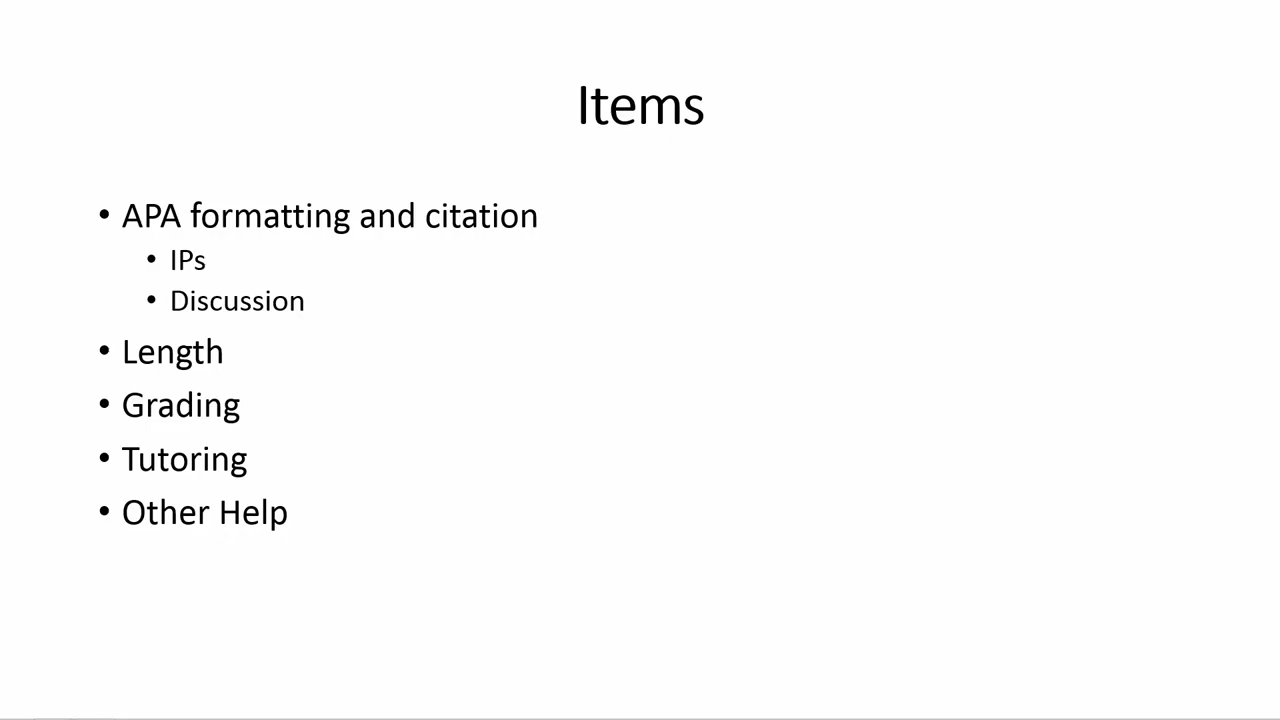 Items
• APA formatting and citation
• IPs
• Discussion
• Length
• Grading
• Tutoring
• Other Help